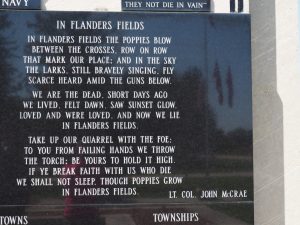 NAVY
THEY NOT DIE IN VAIN"
IN FLANDERS FIELDS
IN FLANDERS FIELDS THE POPPIES BLOW
BETWEEN THE CROSSES, ROW ON ROW
THAT MARK OUR PLACE; AND IN THE SKY
THE LARKS, STILL BRAVELY SINGING, FLY
SCARCE HEARD AMID THE GUNS BELOW.
WE ARE THE DEAD, SHORT DAYS AGO
WE LIVED, FELT DAWN, SAW SUNSET GLOW,
LOVED AND WERE LOVED, AND NOW WE LIE
IN FLANDERS FIELDS.
TAKE UP OUR QUARREL WITH THE FOE:
TO YOU FROM FAILING HANDS WE THROW
THE TORCH; BE YOURS TO HOLD IT HIGH.
IF YE BREAK FAITH WITH US WHO DIE
WE SHALL NOT SLEEP, THOUGH POPPIES GROW
IN FLANDERS FIELDS.
LT. COL. JOHN McCRAE
TOWNS
TOWNSHIPS